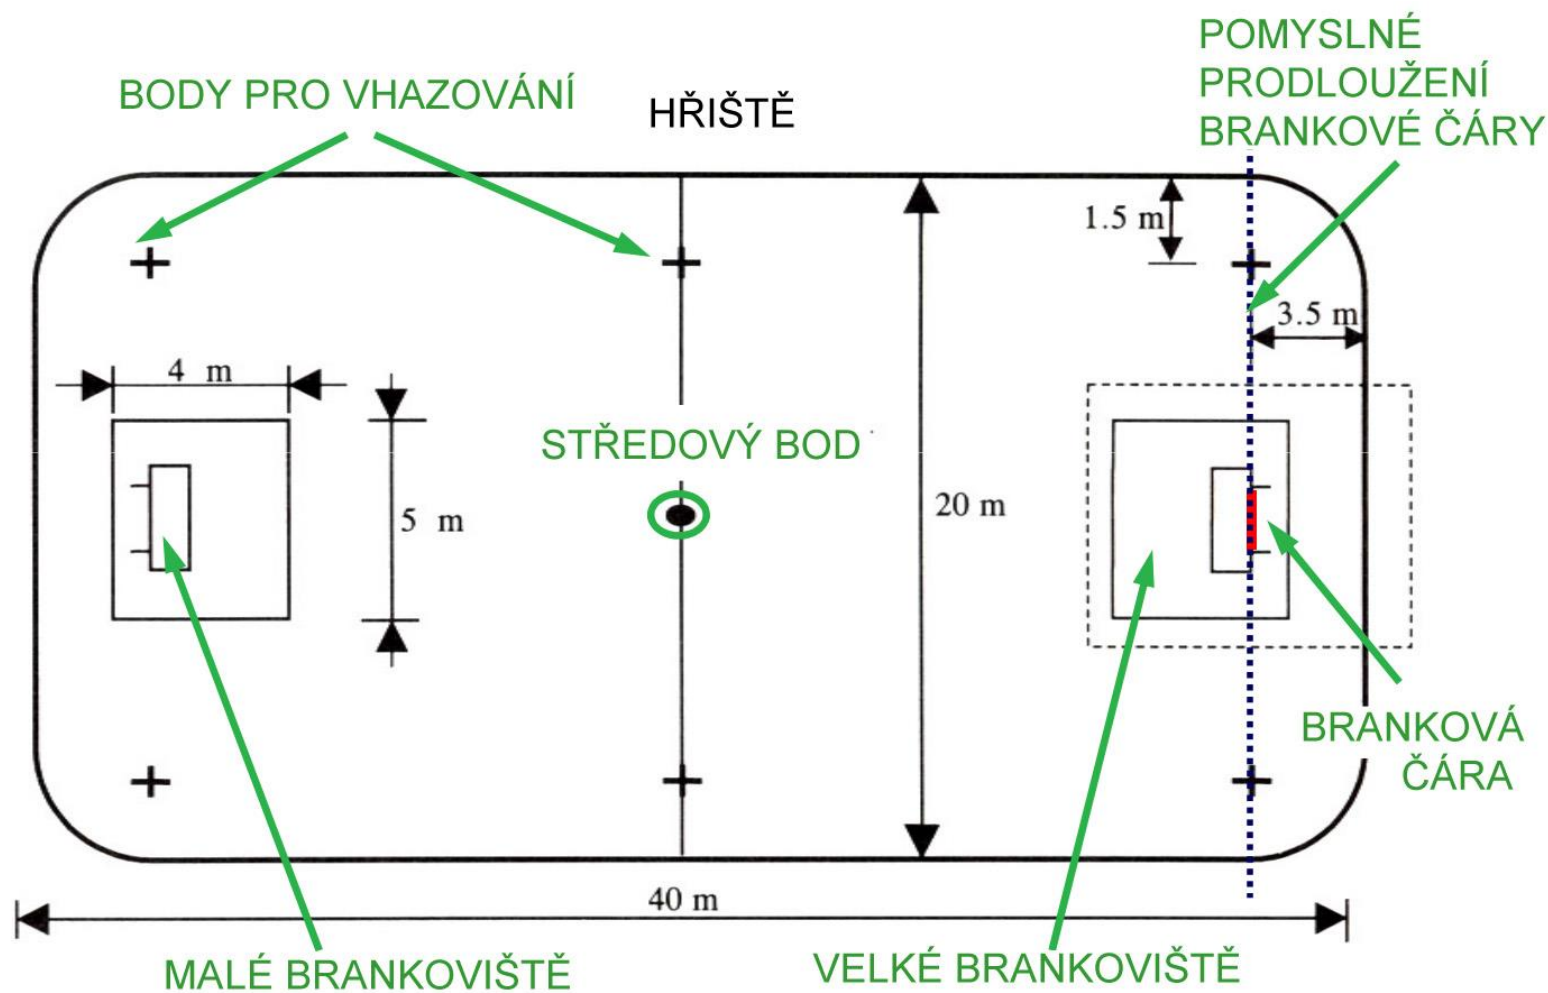 POMYSLNÉ
PRODLOUŽENÍ
BRANKOVÉ ČÁRY
BODY PRO VHAZOVÁNÍ
HŘIŠTĚ
1.5 m
3.5 m
4 m
STŘEDOVÝ BOD
5 m
20 m
BRANKOVÁ
ČÁRA
40 m
MALÉ BRANKOVIŠTĚ
VELKÉ BRANKOVIŠTĚ